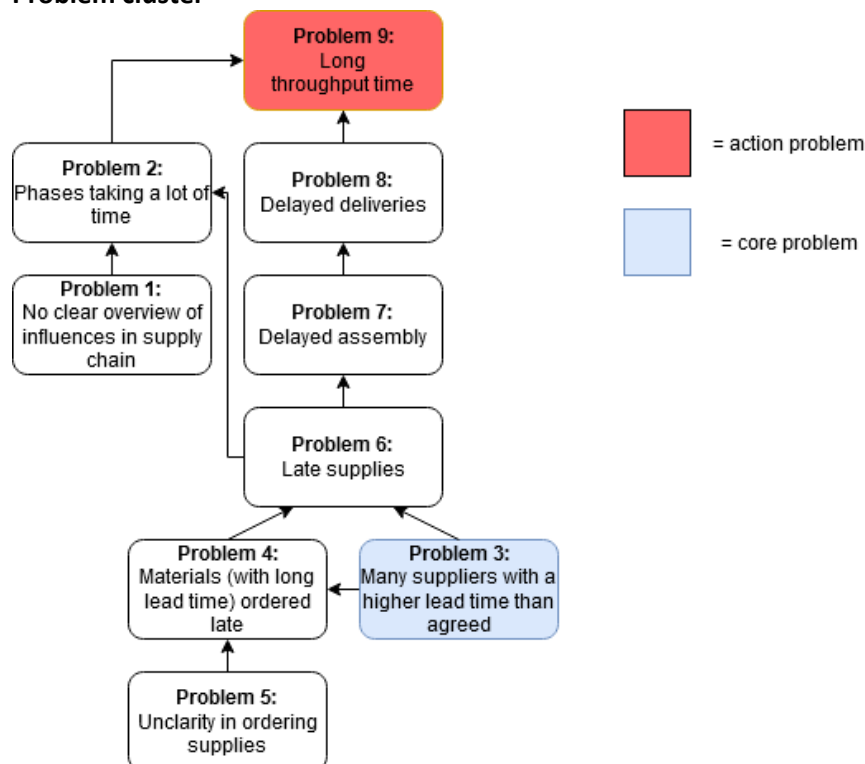 Problem cluster
Problem 9:
Long
throughput time
= action problem
Problem 2:
Phases taking a lot of
time
Problem 8:
Delayed deliveries
= core problem
Problem 1:
No clear overview of
influences in supply
chain
Problem 7:
Delayed assembly
Problem 6:
Late supplies
Problem 4:
Materials (with long
lead time) ordered
late
Problem 3:
Many suppliers with a
higher lead time than
agreed
Problem 5:
Unclarity in ordering
supplies